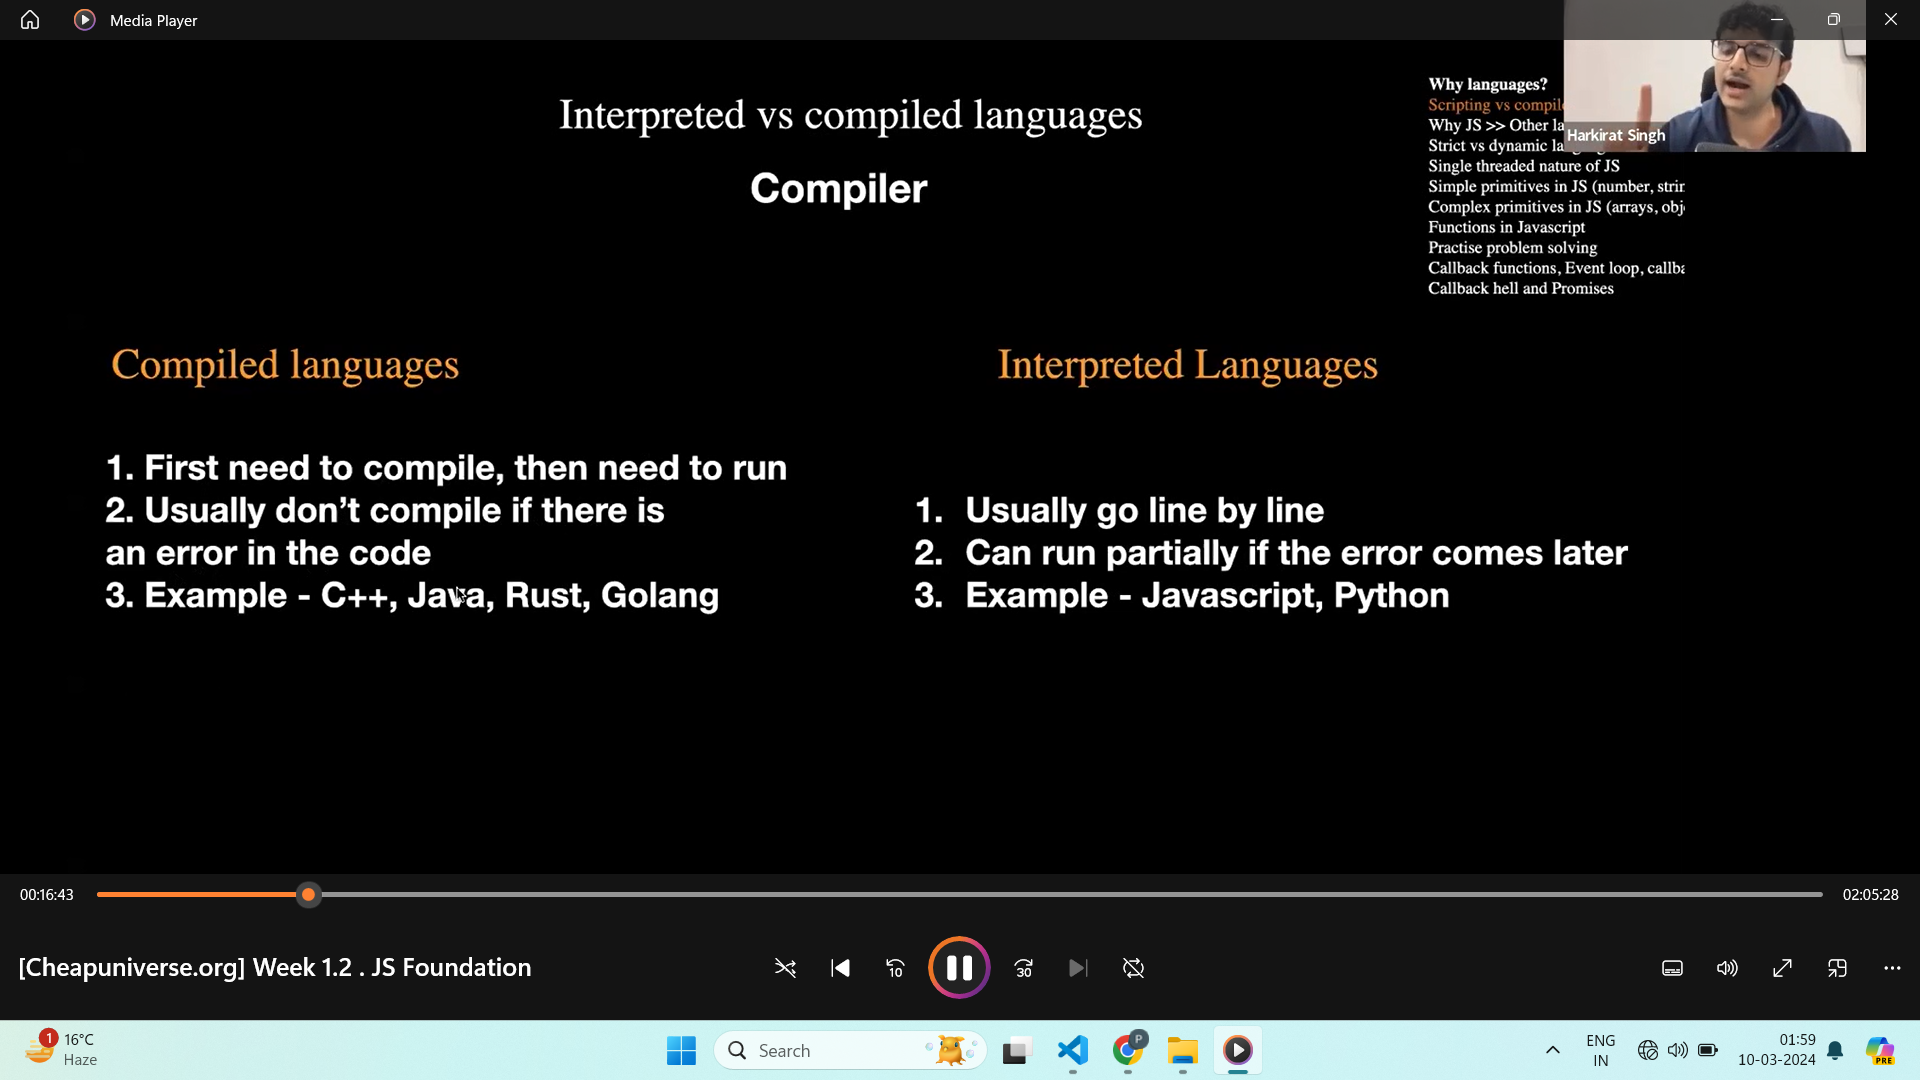 Media Player
Interpreted vs compiled languages
Compiler
Why languages?
Scripting vs
Why JS >> Other
Strict vs dynamic
Single threaded nature of JS
Simple primitives in JS (number,
Complex primitives in JS (arrays,
Functions in Javascript
Practise problem solving
Callback functions, Event loop,
Callback hell and Promises
Harkirat Singh
Compiled languages
1. First need to compile, then need to run
2. Usually don't compile if there is
an error in the code
3. Example - C++, Java, Rust, Golang
Interpreted Languages
1. Usually go line by line
2. Can run partially if the error comes later
3. Example - Javascript, Python
00:16:43
02:05:28
[Cheapuniverse.org] Week 1.2 . JS Foundation
10
30
1
16°C
Haze
Search
P
ENG
IN
01:59
10-03-2024
PRE